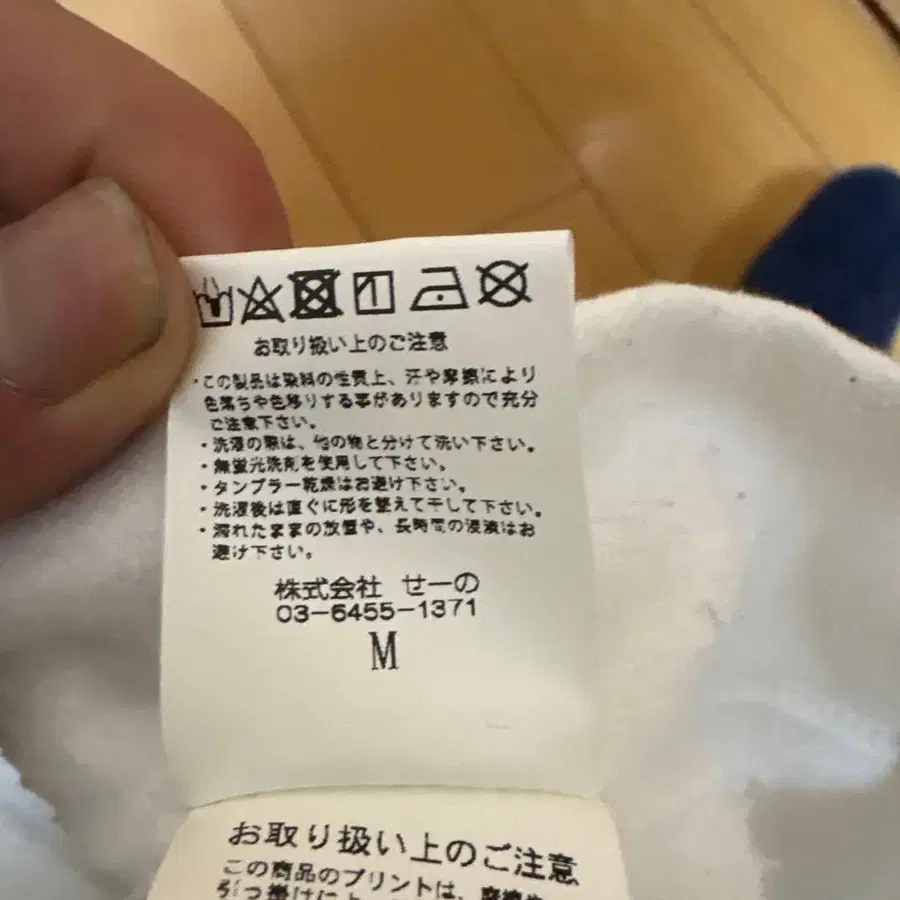 お取り扱い上のご注意
・この製品は染料の性質上、汗や摩擦により
色落ちや色移りする事がありますので充分
ご注意下さい。
・洗濯の際は、他の物と分けて洗い下さい。
・無蛍光洗剤を使用して下さい。
・タンブラー乾燥はお避け下さい。
・洗濯後は直ぐに形を整えて干して下さい。
・濡れたままの放置や、長時間の浸漬はお
避け下さい。
株式会社 せーの
03-6455-1371
M
お取り扱い上のご注意
この商品のプリントは、摩擦
引っ掛けに